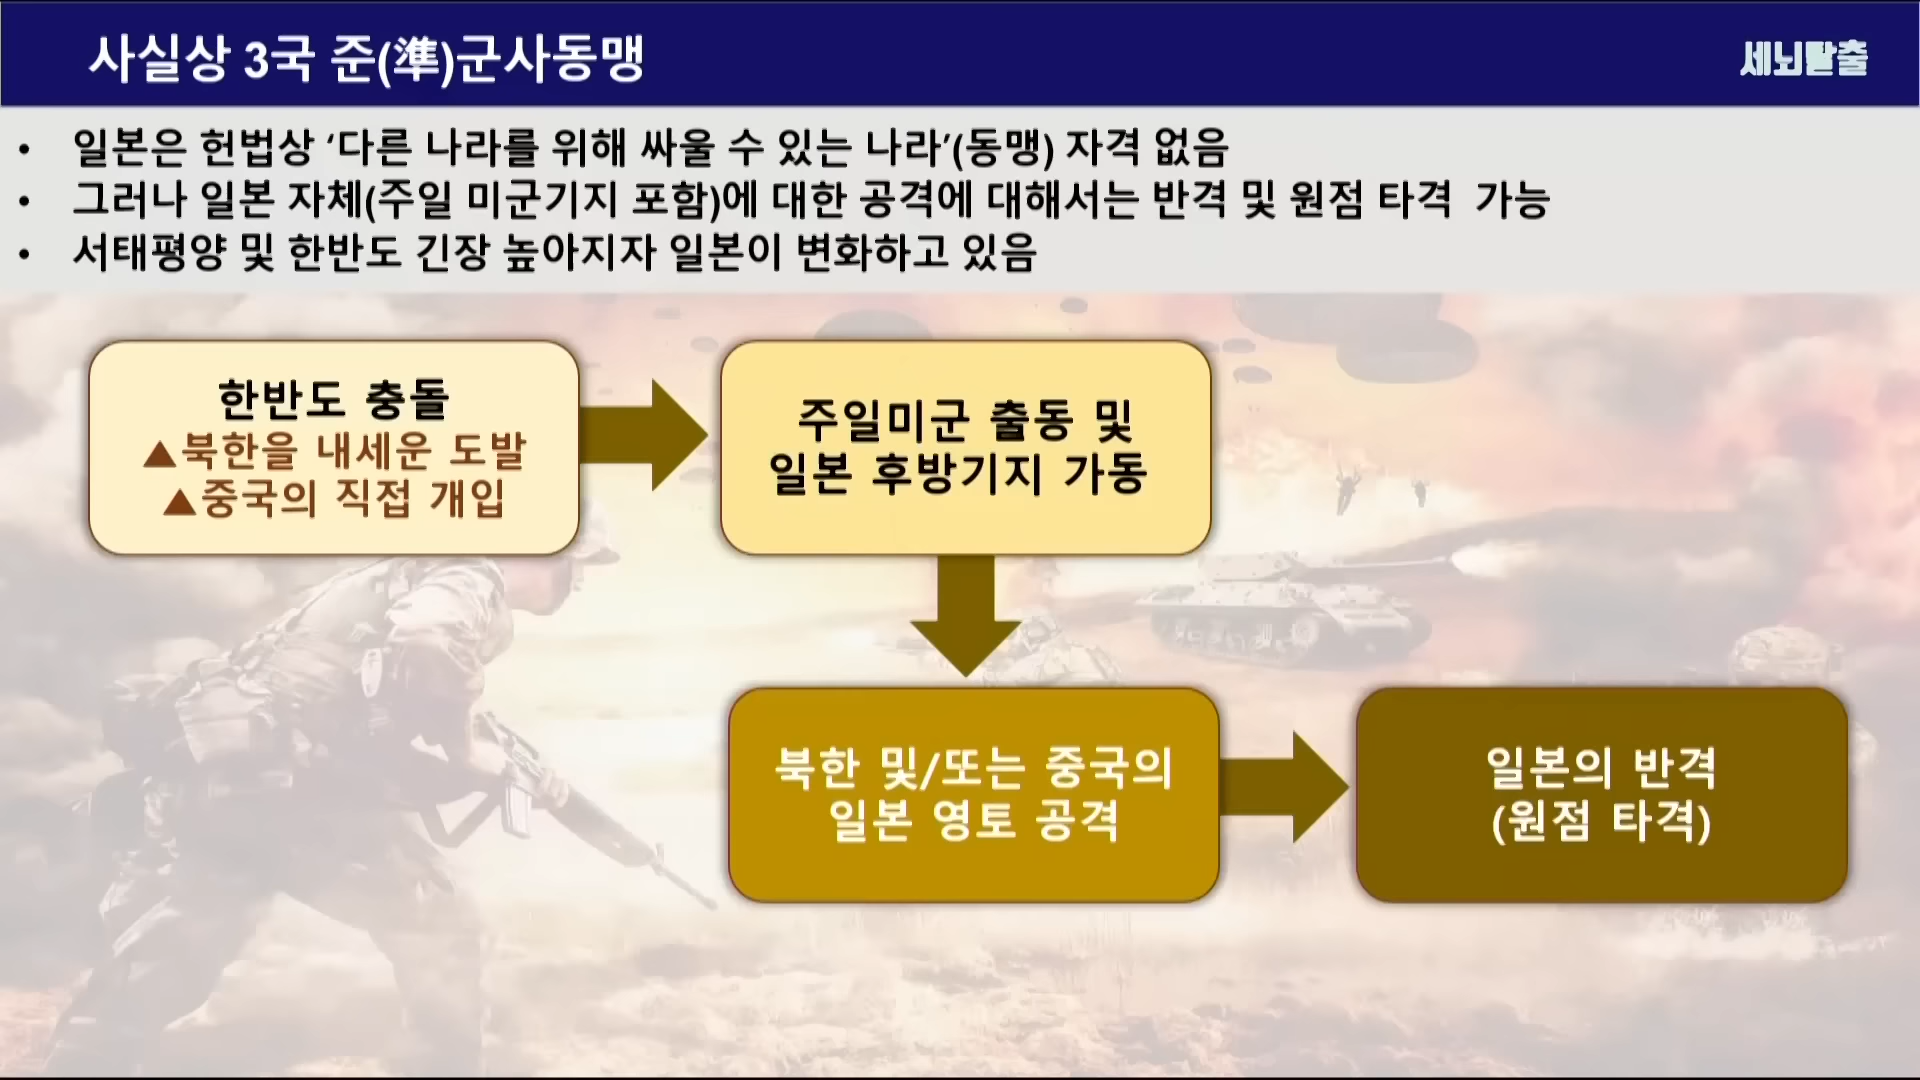 사실상 3국 준(準)군사동맹
세뇌탈출
• 일본은 헌법상 ‘다른 나라를 위해 싸울 수 있는 나라’(동맹) 자격 없음
• 그러나 일본 자체(주일 미군기지 포함)에 대한 공격에 대해서는 반격 및 원점 타격 가능
• 서태평양 및 한반도 긴장 높아지자 일본이 변화하고 있음
한반도 충돌
▲북한을 내세운 도발
▲중국의 직접 개입
주일미군 출동 및
일본 후방기지 가동
북한 및/또는 중국의
일본 영토 공격
일본의 반격
(원점 타격)